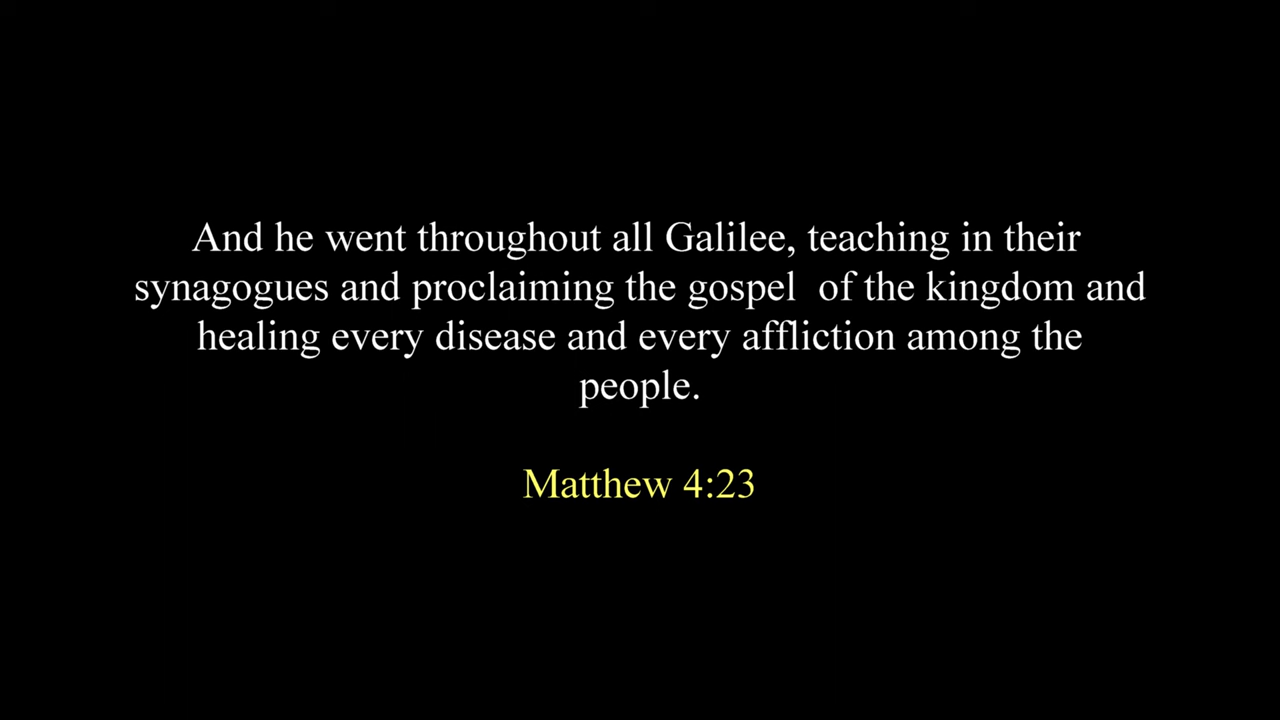 And he went throughout all Galilee, teaching in their
synagogues and proclaiming the gospel  of the kingdom and
healing every disease and every affliction among the
people.
Matthew 4:23